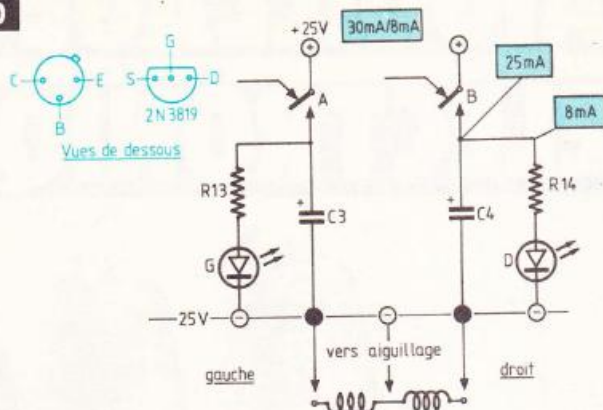 G
+25V
30mA/8mA
C
E
S
D
B
2N3819
Vues de dessous
A
B
25mA
8mA
R13
+
C3
+
C4
R14
G
D
-25V
vers aiguillage
gauche
droit